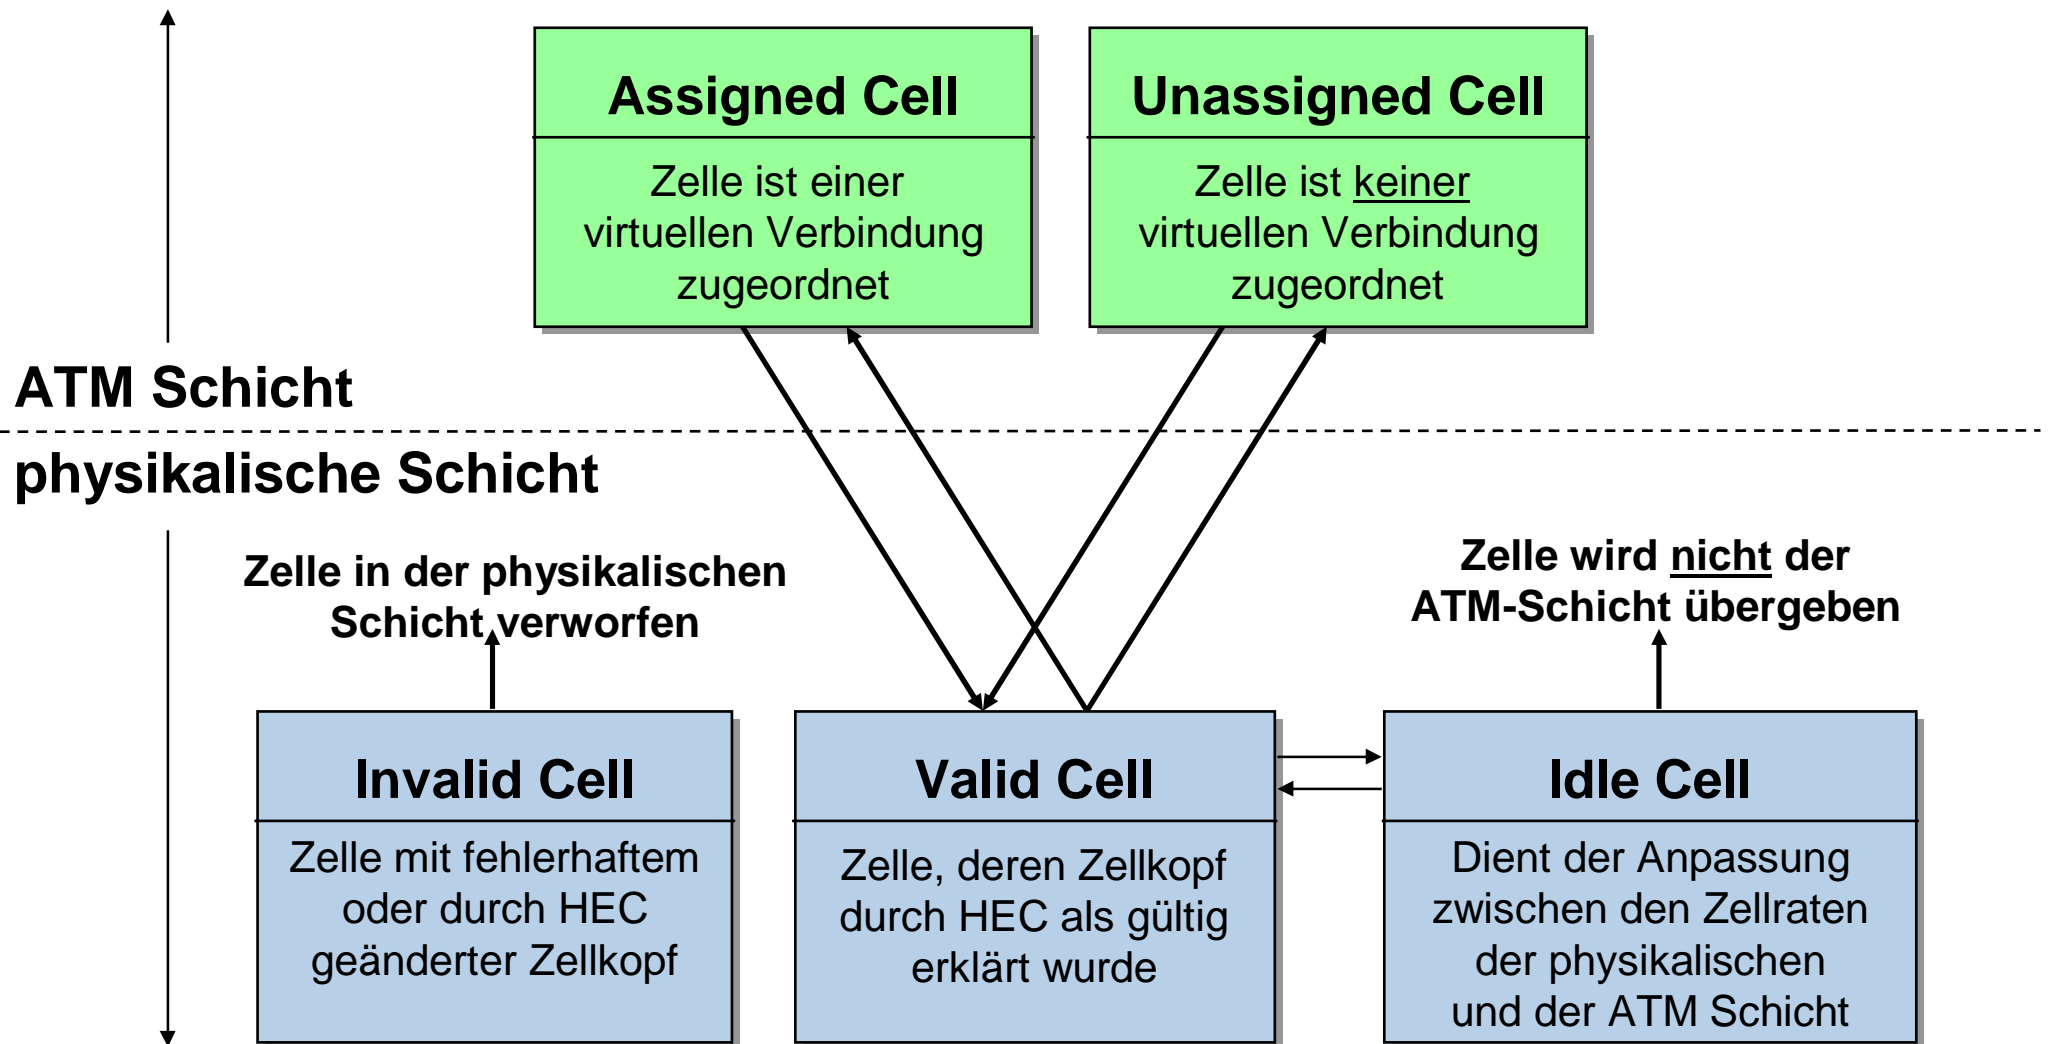 Assigned Cell
Zelle ist einer
virtuellen Verbindung
zugeordnet
Unassigned Cell
Zelle ist keiner
virtuellen Verbindung
zugeordnet
ATM Schicht
physikalische Schicht
Zelle in der physikalischen
Schicht verworfen
Zelle wird nicht der
ATM-Schicht übergeben
Invalid Cell
Zelle mit fehlerhaftem
oder durch HEC
geänderter Zellkopf
Valid Cell
Zelle, deren Zellkopf
durch HEC als gültig
erklärt wurde
Idle Cell
Dient der Anpassung
zwischen den Zellraten
der physikalischen
und der ATM Schicht